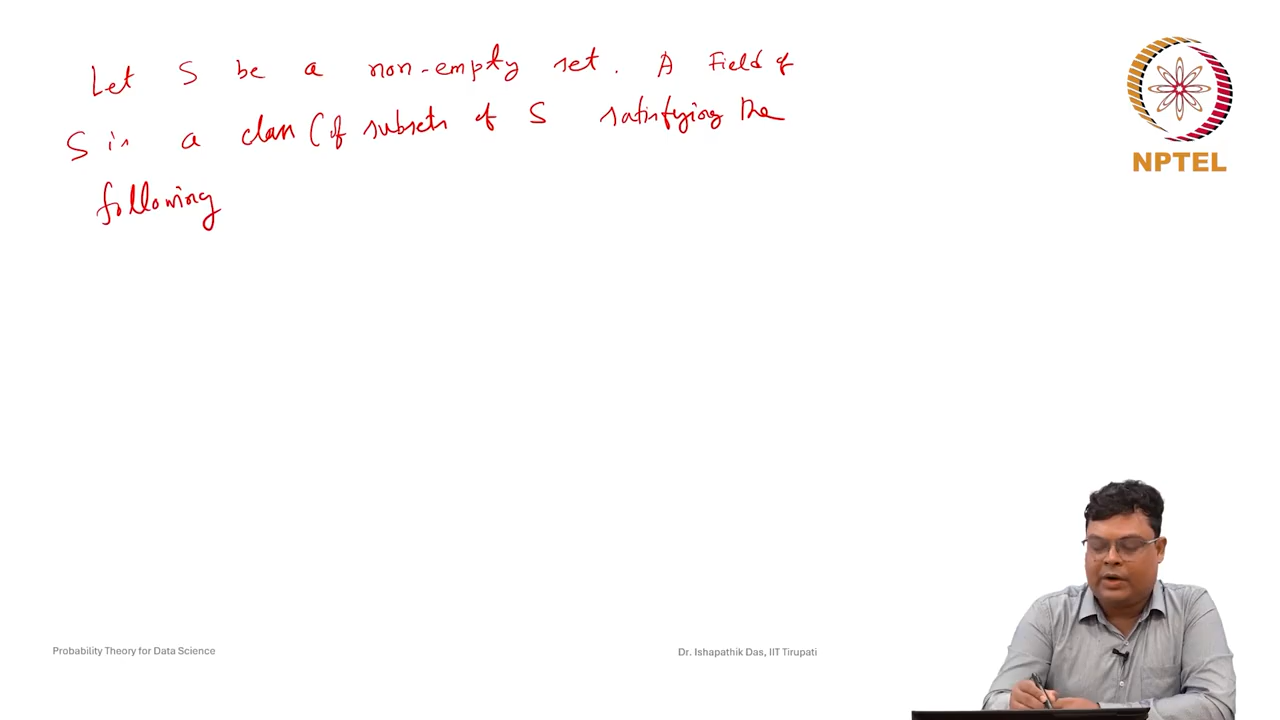 Let S be a non-empty set. A Field of
S is a class (of subsets of S satisfying the
following
NPTEL
Probability Theory for Data Science
Dr. Ishapathik Das, IIT Tirupati